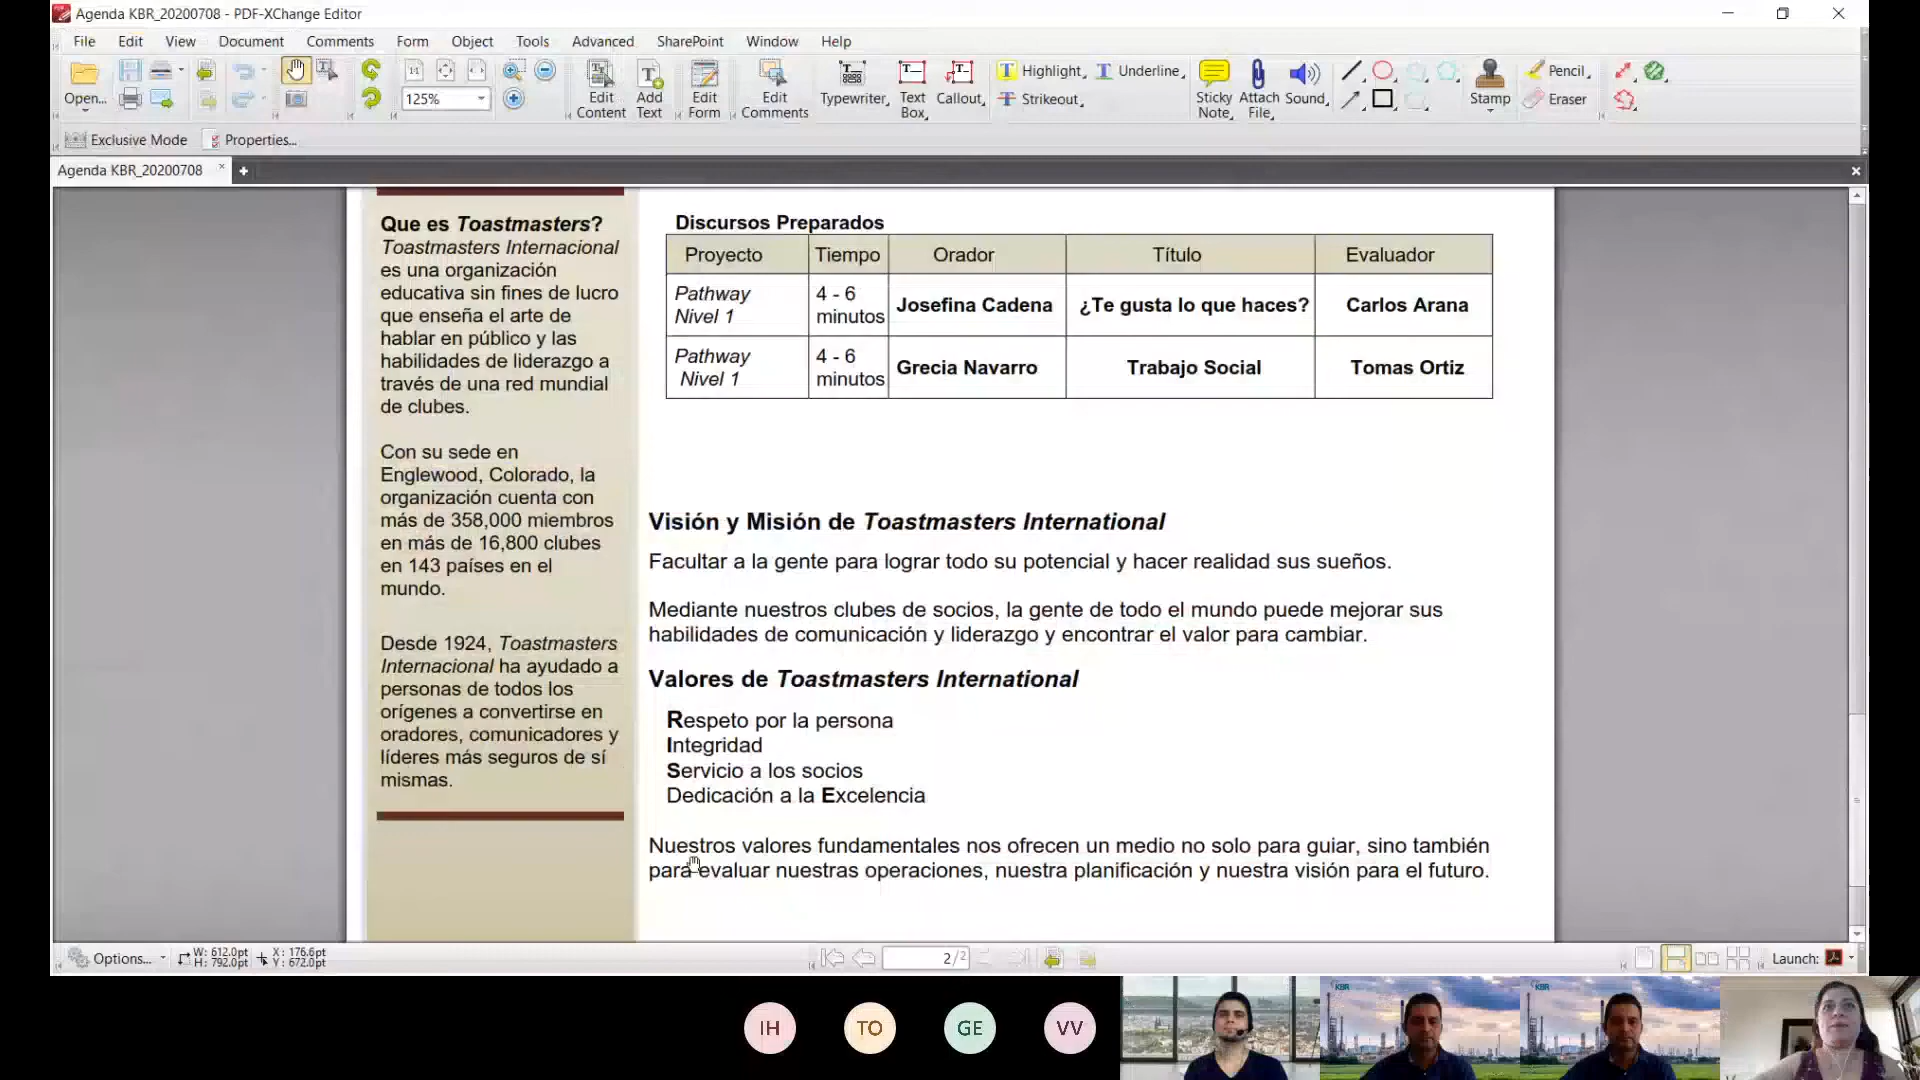 Agenda KBR_20200708 - PDF-XChange Editor
File Edit View Document Comments Form Object Tools Advanced SharePoint Window Help
Open...
125%
Edit Content
Add Text
Edit Form
Edit Comments
Typewriter
Text Box
Callout
Highlight
Underline
Strikeout
Sticky Note
Attach File
Sound
Stamp
Pencil
Eraser
Exclusive Mode Properties...
Agenda KBR_20200708
Que es Toastmasters?
Toastmasters Internacional
es una organización
educativa sin fines de lucro
que enseña el arte de
hablar en público y las
habilidades de liderazgo a
través de una red mundial
de clubes.
Con su sede en
Englewood, Colorado, la
organización cuenta con
más de 358,000 miembros
en más de 16,800 clubes
en 143 países en el
mundo.
Desde 1924, Toastmasters
Internacional ha ayudado a
personas de todos los
orígenes a convertirse en
oradores, comunicadores y
líderes más seguros de sí
mismas.
Discursos Preparados
Proyecto Tiempo Orador Título Evaluador
Pathway Nivel 1 4 - 6 minutos Josefina Cadena ¿Te gusta lo que haces? Carlos Arana
Pathway Nivel 1 4 - 6 minutos Grecia Navarro Trabajo Social Tomas Ortiz
Visión y Misión de Toastmasters International
Facultar a la gente para lograr todo su potencial y hacer realidad sus sueños.
Mediante nuestros clubes de socios, la gente de todo el mundo puede mejorar sus
habilidades de comunicación y liderazgo y encontrar el valor para cambiar.
Valores de Toastmasters International
Respeto por la persona
Integridad
Servicio a los socios
Dedicación a la Excelencia
Nuestros valores fundamentales nos ofrecen un medio no solo para guiar, sino también
para evaluar nuestras operaciones, nuestra planificación y nuestra visión para el futuro.
Options...
W: 612.0pt
H: 792.0pt
X: 176.6pt
Y: 672.0pt
2/2
Launch:
IH TO GE VV
KBR
KBR